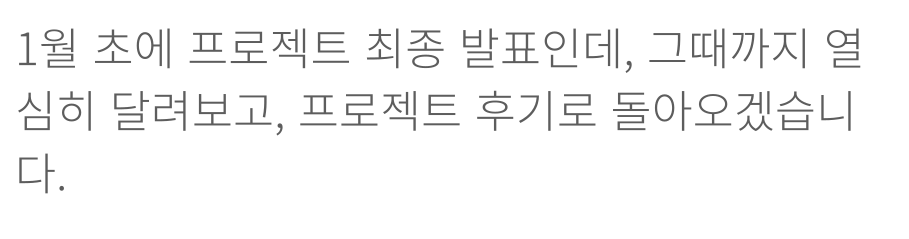 1월 초에 프로젝트 최종 발표인데, 그때까지 열
심히 달려보고, 프로젝트 후기로 돌아오겠습니
다.